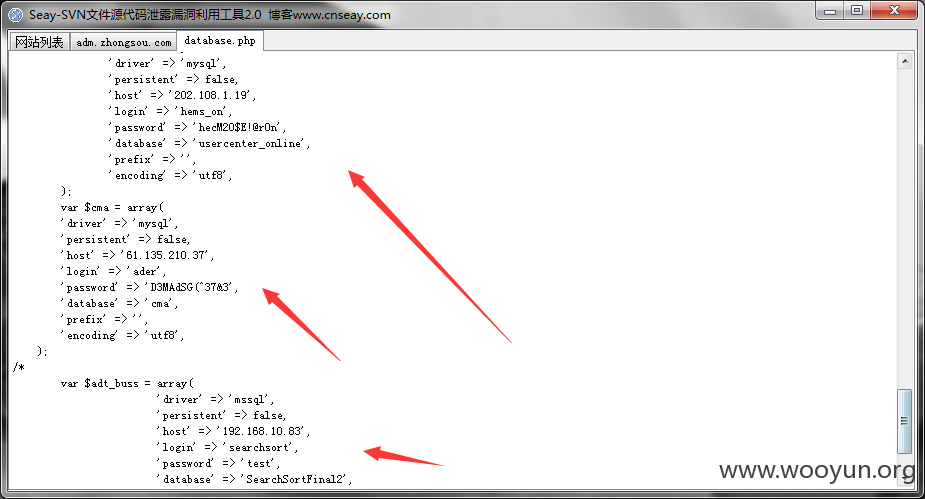 Seay-SVN文件源代码泄露漏洞利用工具2.0 博客www.cnseay.com
网站列表 adm.zhongsou.com database.php
'driver' => 'mysql',
'persistent' => false,
'host' => '202.108.1.19',
'login' => 'hems_on',
'password' => 'hecM2O$E!@rOn',
'database' => 'usercenter_online',
'prefix' => '',
'encoding' => 'utf8',
);
var $cma = array(
'driver' => 'mysql',
'persistent' => false,
'host' => '61.135.210.37',
'login' => 'ader',
'password' => 'D3MAdSG(^37&3',
'database' => 'cma',
'prefix' => '',
'encoding' => 'utf8',
);
/*
var $adt_buss = array(
'driver' => 'mssql',
'persistent' => false,
'host' => '192.168.10.83',
'login' => 'searchsort',
'password' => 'test',
'database' => 'SearchSortFinal2',
www.wooyun.org